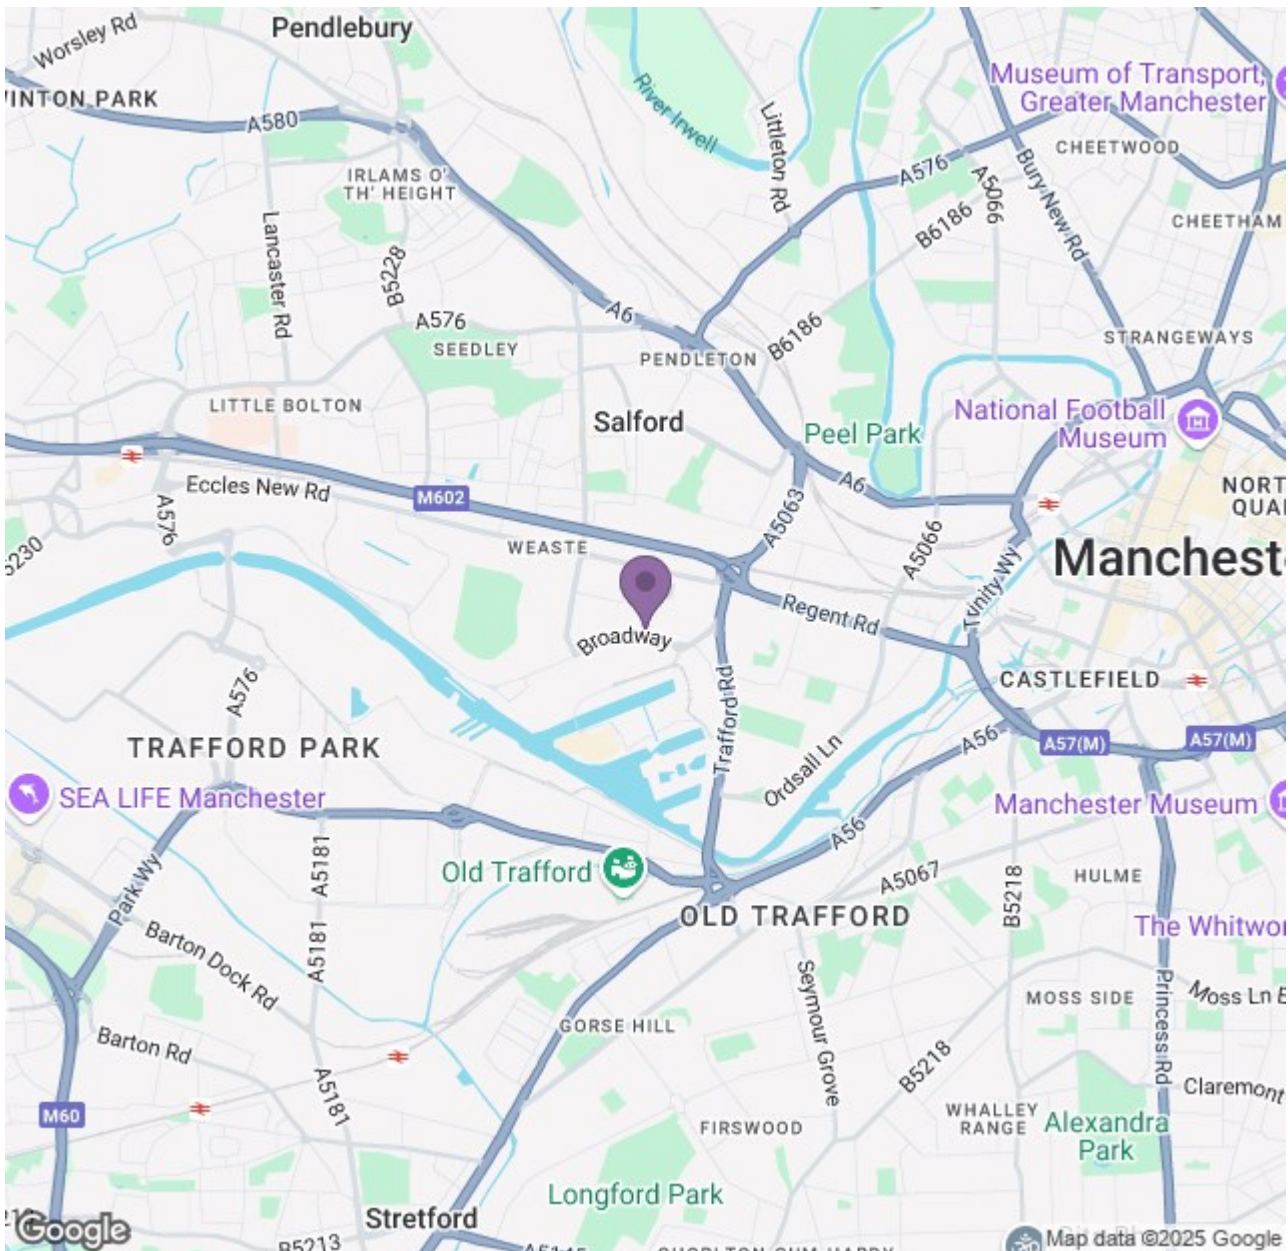 Pendlebury
Worsley Rd
VINTON PARK
A580
River Irwell
Littleton Rd
Museum of Transport,
Greater Manchester
CHEETWOOD
IRLAMS O'
TH' HEIGHT
A576
A5066
Bury New Rd
B6186
CHEETHAM
Lancaster Rd
B5228
A6
A576
SEEDLEY
PENDLETON
B6186
STRANGEWAYS
LITTLE BOLTON
Salford
Peel Park
National Football
Museum
Eccles New Rd
M602
A6
NORT
QUA
A576
A5063
A5066
5230
WEASTE
Manchest
Trinity Wy
Regent Rd
Broadway
CASTLEFIELD
A576
Trafford Rd
TRAFFORD PARK
A56
A57(M)
A57(M)
SEA LIFE Manchester
Ordsall Ln
Manchester Museum
A5181
A56
Old Trafford
A5067
HULME
Park Wy
B5218
OLD TRAFFORD
The Whitwor
Barton Dock Rd
A5181
Seymour Grove
MOSS SIDE
Moss Ln E
Princess Rd
GORSE HILL
Barton Rd
A5181
B5218
Claremont
M60
FIRSWOOD
WHALLEY
RANGE
Alexandra
Park
Longford Park
Stretford
Google
B5213
Map data ©2025 Google